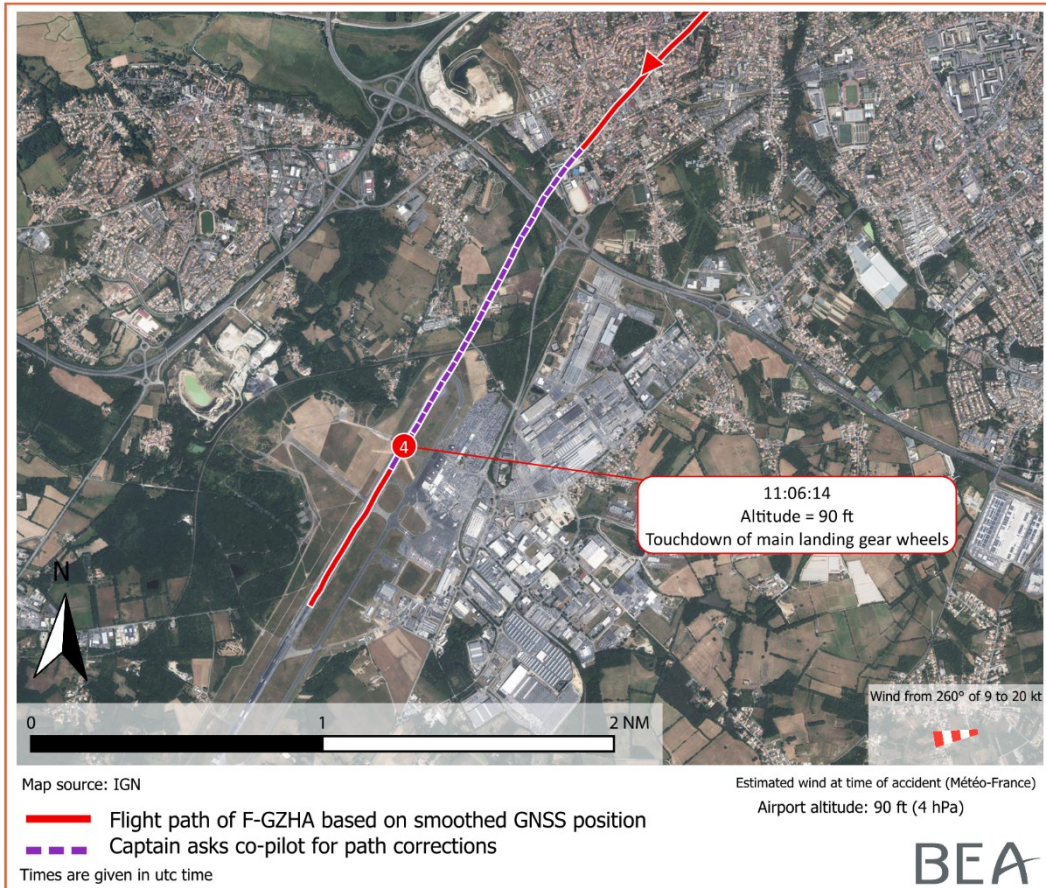 4
11:06:14
Altitude = 90 ft
Touchdown of main landing gear wheels
N
0 1 2 NM
Wind from 260° of 9 to 20 kt
Map source: IGN
Estimated wind at time of accident (Météo-France)
Airport altitude: 90 ft (4 hPa)
Flight path of F-GZHA based on smoothed GNSS position
Captain asks co-pilot for path corrections
Times are given in utc time
BEA